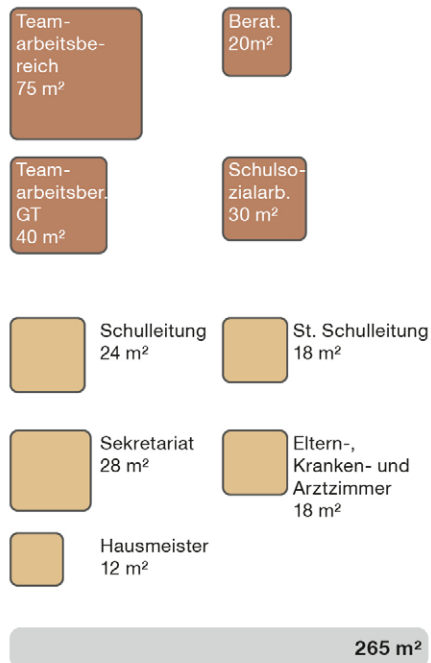 Team-
arbeitsbe-
reich
75 m²
Berat.
20m²
Team-
arbeitsber.
GT
40 m²
Schulso-
zialarb.
30 m²
Schulleitung
24 m²
St. Schulleitung
18 m²
Sekretariat
28 m²
Eltern-,
Kranken- und
Arztzimmer
18 m²
Hausmeister
12 m²
265 m²